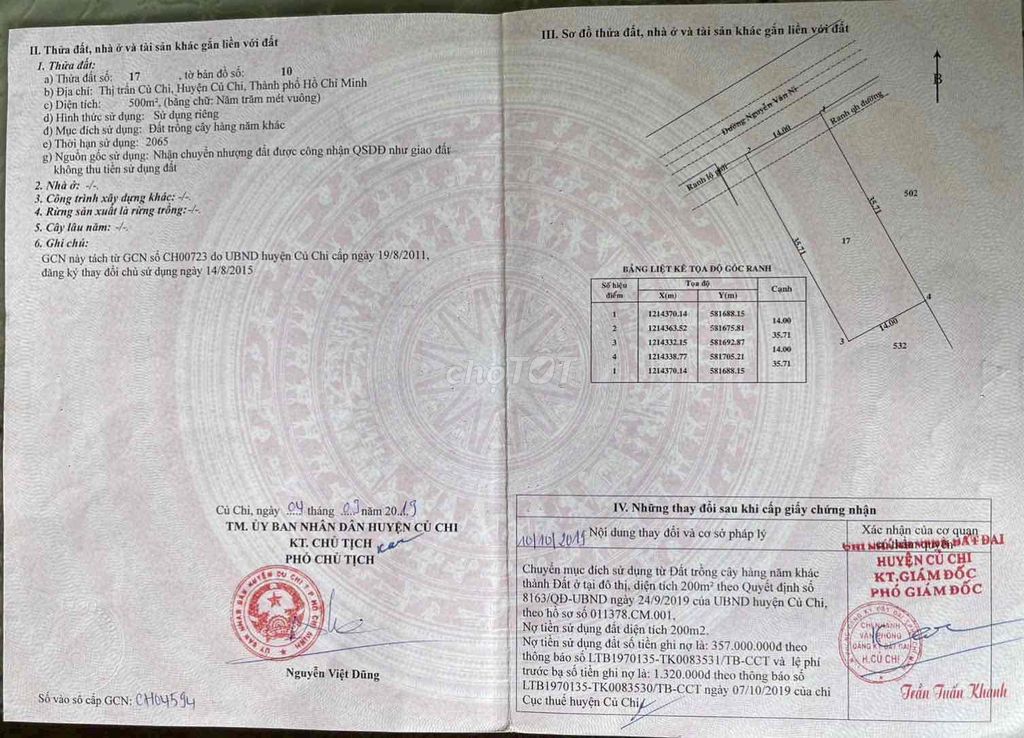 II. Thửa đất, nhà ở và tài sản khác gắn liền với đất
1. Thửa đất:
a) Thửa đất số: 17 , tờ bản đồ số: 10
b) Địa chỉ: Thị trấn Củ Chi, Huyện Củ Chi, Thành phố Hồ Chí Minh
c) Diện tích: 500m², (bằng chữ: Năm trăm mét vuông)
d) Hình thức sử dụng: Sử dụng riêng
đ) Mục đích sử dụng: Đất trồng cây hàng năm khác
e) Thời hạn sử dụng: 2065
g) Nguồn gốc sử dụng: Nhận chuyển nhượng đất được công nhận QSDĐ như giao đất
không thu tiền sử dụng đất
2. Nhà ở: -/-.
3. Công trình xây dựng khác: -/-.
4. Rừng sản xuất là rừng trồng:-/-.
5. Cây lâu năm: -/-.
6. Ghi chú:
GCN này tách từ GCN số CH00723 do UBND huyện Củ Chi cấp ngày 19/8/2011,
đăng ký thay đổi chủ sử dụng ngày 14/8/2015
Củ Chi, ngày 04 tháng 09 năm 2019
TM. ỦY BAN NHÂN DÂN HUYỆN CỦ CHI
KT. CHỦ TỊCH
PHÓ CHỦ TỊCH
Nguyễn Việt Dũng
Số vào sổ cấp GCN: CH04594
III. Sơ đồ thửa đất, nhà ở và tài sản khác gắn liền với đất
B
Đường Nguyễn Văn Ni
Ranh qh đường
Ranh lộ giới
1
14.00
2
35.71
502
17
35.71
4
14.00
3
532
BẢNG LIỆT KÊ TỌA ĐỘ GÓC RANH
Số hiệu điểm Tọa độ Cạnh
X(m) Y(m)
1 1214370.14 581688.15
14.00
2 1214363.52 581675.81
35.71
3 1214332.15 581692.87
14.00
4 1214338.77 581705.21
35.71
1 1214370.14 581688.15
choTỐT
IV. Những thay đổi sau khi cấp giấy chứng nhận
10/10/2019 Nội dung thay đổi và cơ sở pháp lý
Xác nhận của cơ quan
HUYỆN CỦ CHI
KT.GIÁM ĐỐC
PHÓ GIÁM ĐỐC
Chuyển mục đích sử dụng từ Đất trồng cây hàng năm khác
thành Đất ở tại đô thị, diện tích 200m² theo Quyết định số
8163/QĐ-UBND ngày 24/9/2019 của UBND huyện Củ Chi,
theo hồ sơ số 011378.CM.001.
Nợ tiền sử dụng đất diện tích 200m2.
Nợ tiền sử dụng đất số tiền ghi nợ là: 357.000.000đ theo
thông báo số LTB1970135-TK0083531/TB-CCT và lệ phí
trước bạ số tiền ghi nợ là: 1.320.000đ theo thông báo số
LTB1970135-TK0083530/TB-CCT ngày 07/10/2019 của chi
Cục thuế huyện Củ Chi
CHI NHÁNH
VĂN PHÒNG
ĐĂNG KÝ ĐẤT ĐAI
H.CỦ CHI
Trần Tuấn Khanh